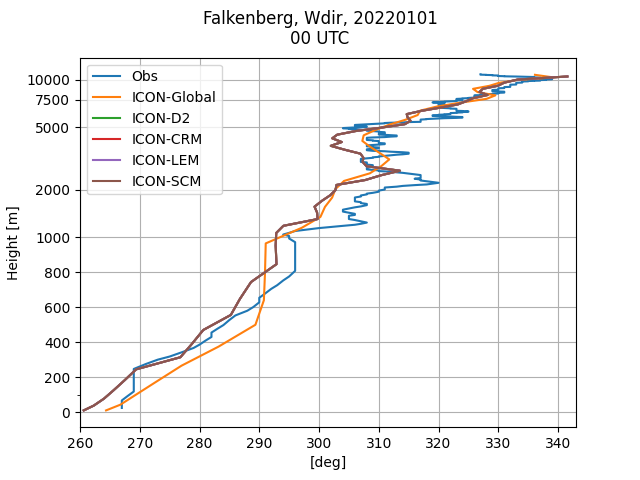 Falkenberg, Wdir, 20220101
00 UTC
Obs
ICON-Global
ICON-D2
ICON-CRM
ICON-LEM
ICON-SCM
Height [m]
10000
7500
5000
2000
1000
800
600
400
200
0
260 270 280 290 300 310 320 330 340
[deg]